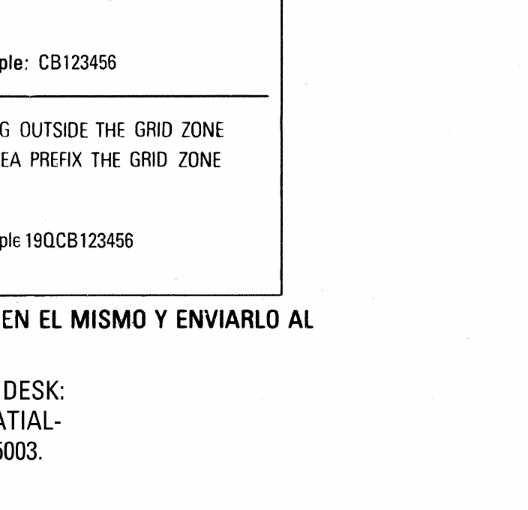 ple: CB123456
G OUTSIDE THE GRID ZONE
EA PREFIX THE GRID ZONE
ple 19QCB123456
EN EL MISMO Y ENVIARLO AL
DESK:
ATIAL-
5003.